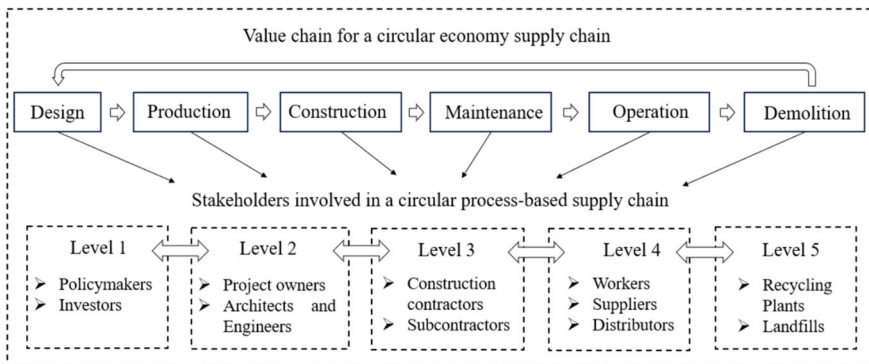 Value chain for a circular economy supply chain
Design
Production
Construction
Maintenance
Operation
Demolition
Stakeholders involved in a circular process-based supply chain
Level 1
Policymakers
Investors
Level 2
Project owners
Architects and
Engineers
Level 3
Construction
contractors
Subcontractors
Level 4
Workers
Suppliers
Distributors
Level 5
Recycling
Plants
Landfills